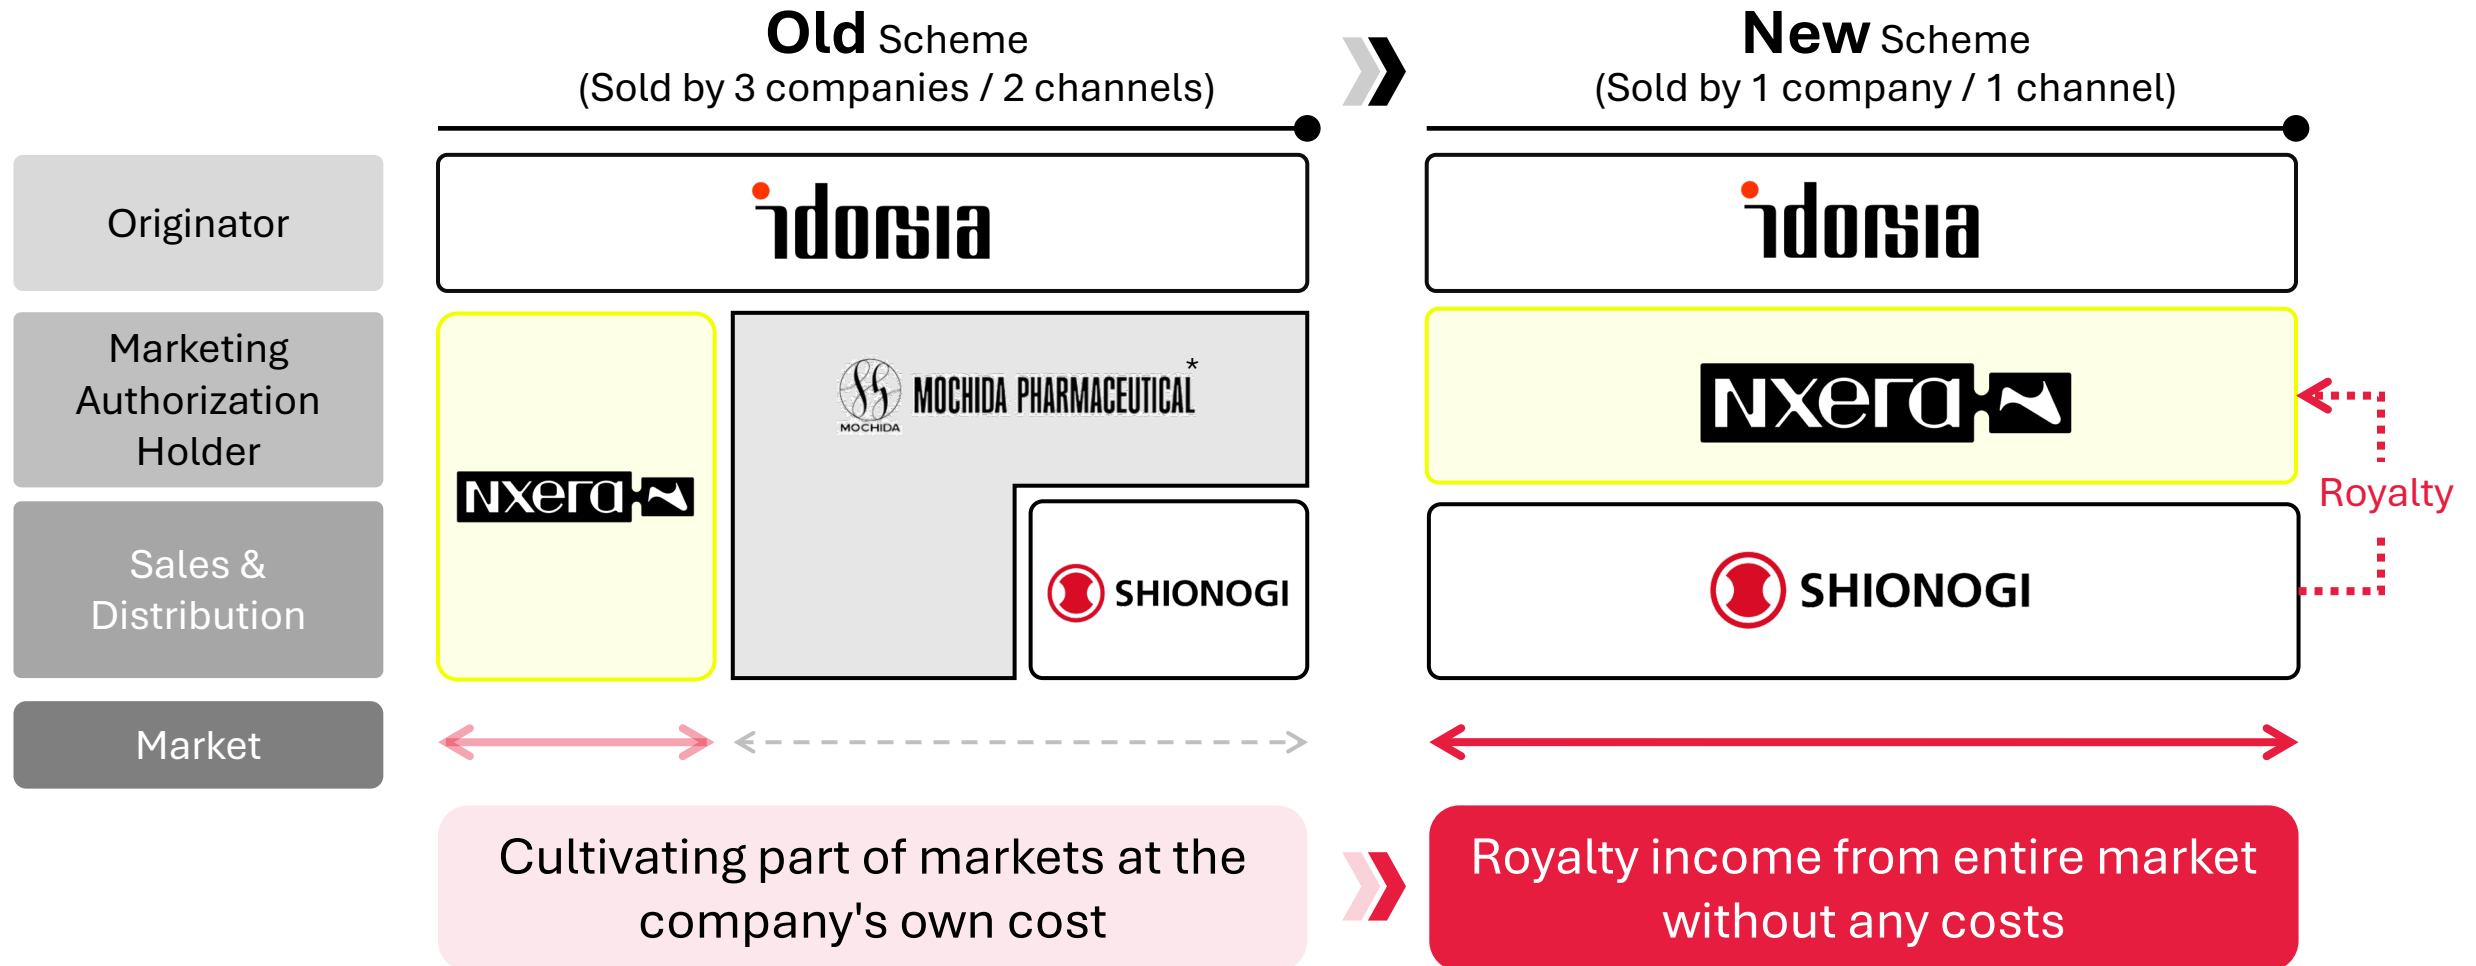 Old Scheme
(Sold by 3 companies / 2 channels)
New Scheme
(Sold by 1 company / 1 channel)
Originator
idorsia
idorsia
Marketing
Authorization
Holder
MOCHIDA PHARMACEUTICAL*
MOCHIDA
Nxera
Nxera
Royalty
Sales &
Distribution
SHIONOGI
SHIONOGI
Market
Cultivating part of markets at the
company's own cost
Royalty income from entire market
without any costs